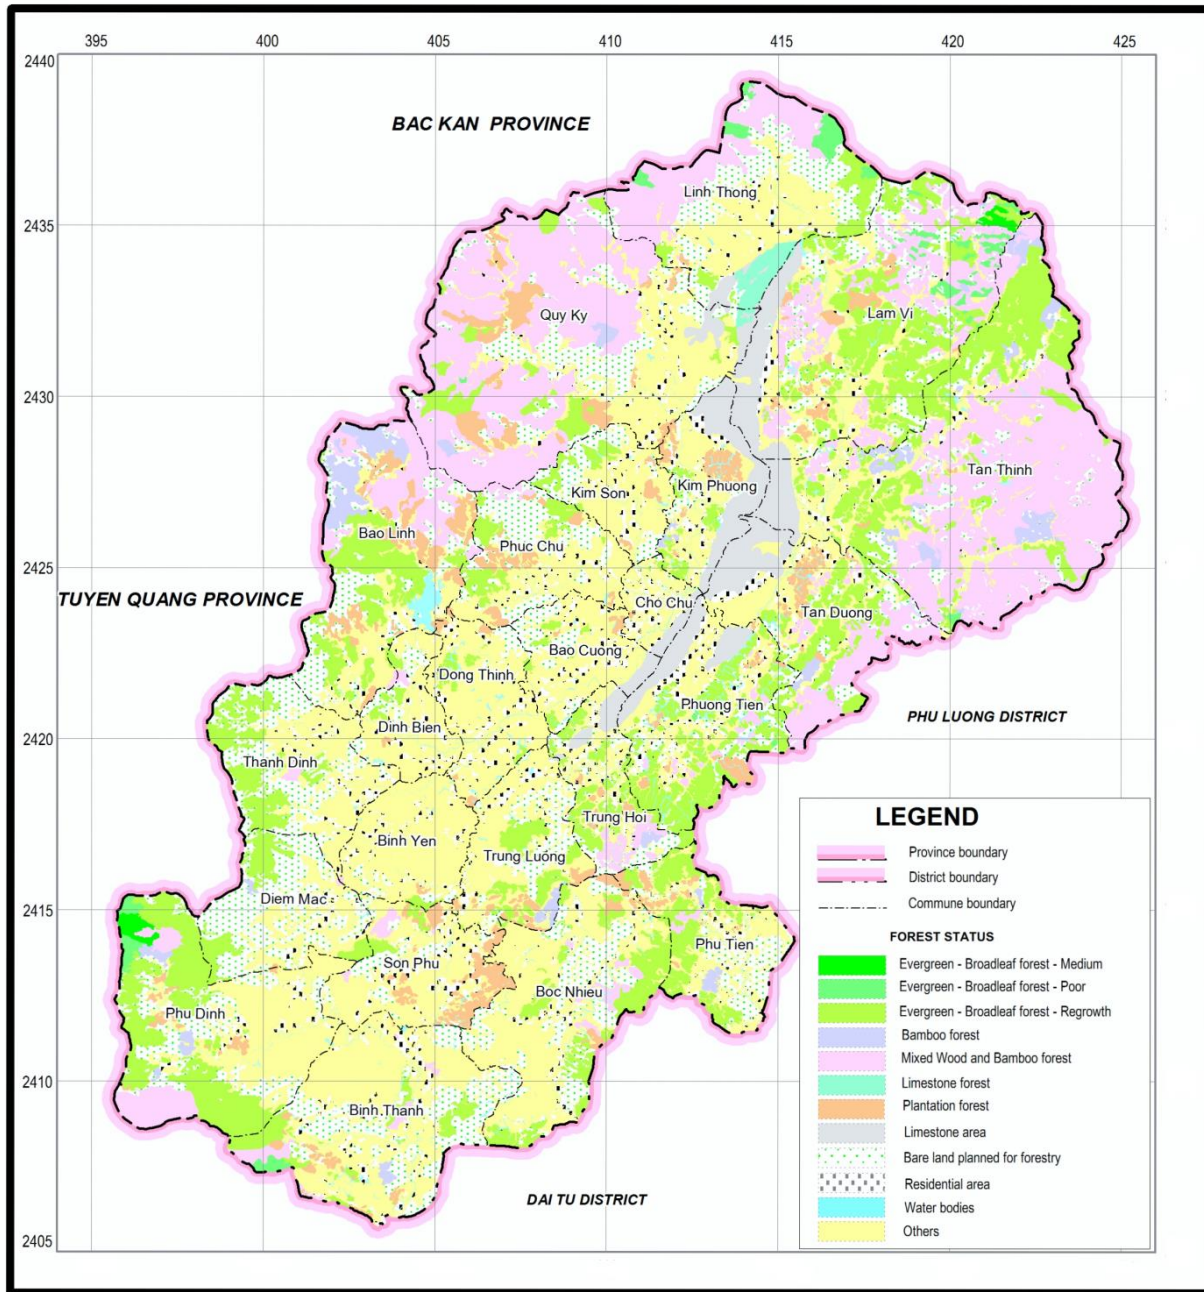 395 400 405 410 415 420 425
2440
BAC KAN PROVINCE
Linh Thong
2435
Quy Ky
Lam Vi
2430
Tan Thinh
Kim Son
Kim Phuong
Bao Linh
Phuc Chu
2425
TUYEN QUANG PROVINCE
Cho Chu
Tan Duong
Bao Cuong
Dong Thinh
Phuong Tien
PHU LUONG DISTRICT
Dinh Bien
2420
Thanh Dinh
Trung Hoi
Binh Yen
Trung Luong
Diem Mac
2415
Phu Tien
Son Phu
Boc Nhieu
Phu Dinh
2410
Binh Thanh
DAI TU DISTRICT
2405
LEGEND
Province boundary
District boundary
Commune boundary
FOREST STATUS
Evergreen - Broadleaf forest - Medium
Evergreen - Broadleaf forest - Poor
Evergreen - Broadleaf forest - Regrowth
Bamboo forest
Mixed Wood and Bamboo forest
Limestone forest
Plantation forest
Limestone area
Bare land planned for forestry
Residential area
Water bodies
Others